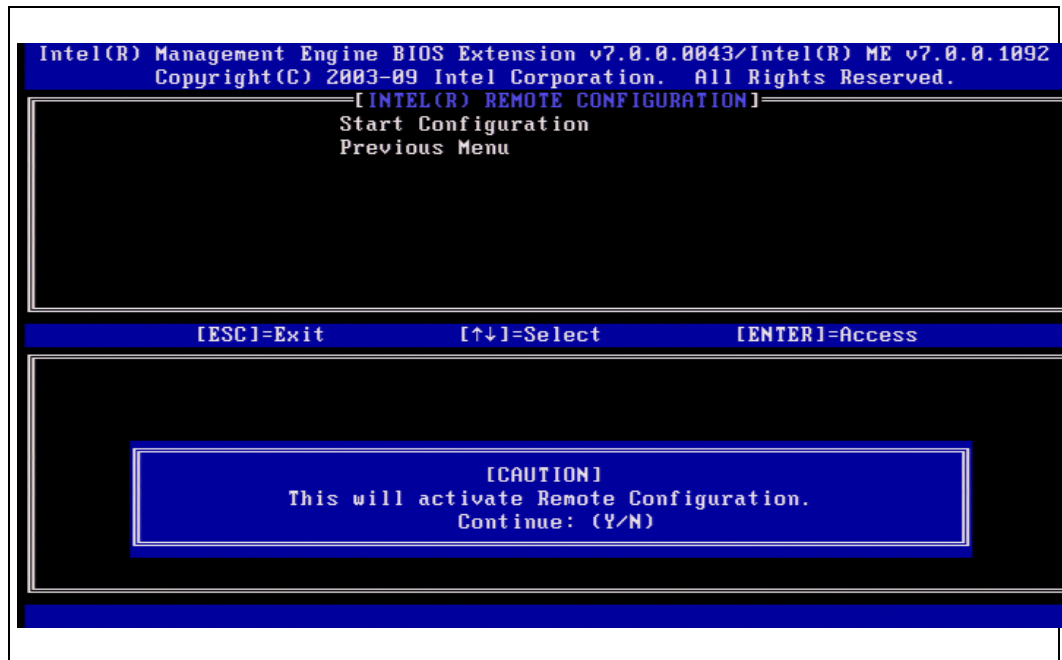 Intel(R) Management Engine BIOS Extension v7.0.0.0043/Intel(R) ME v7.0.0.1092
Copyright(C) 2003-09 Intel Corporation. All Rights Reserved.
[INTEL(R) REMOTE CONFIGURATION]
Start Configuration
Previous Menu
[ESC]=Exit [↑↓]=Select [ENTER]=Access
[CAUTION]
This will activate Remote Configuration.
Continue: (Y/N)